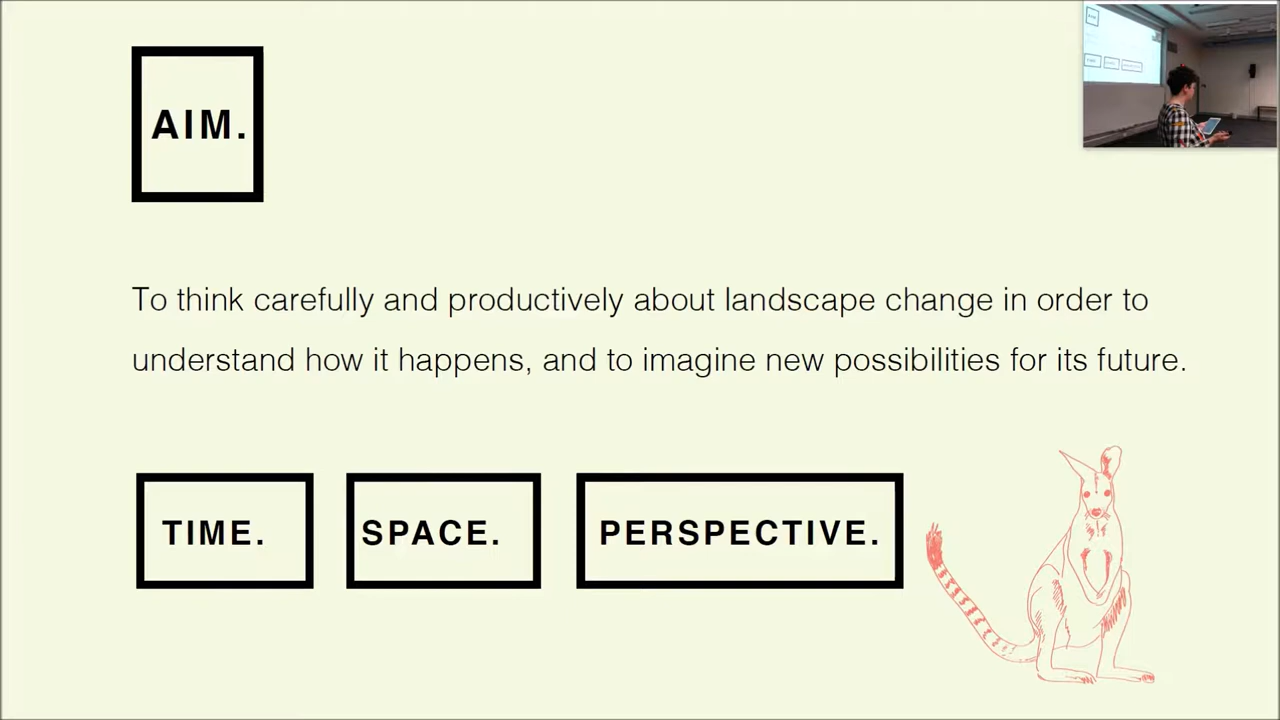 AIM.
To think carefully and productively about landscape change in order to
understand how it happens, and to imagine new possibilities for its future.
TIME. SPACE. PERSPECTIVE.